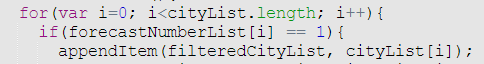 for(var i=0; i<cityList.length; i++){
if(forecastNumberList[i] == 1){
appendItem(filteredCityList, cityList[i]);